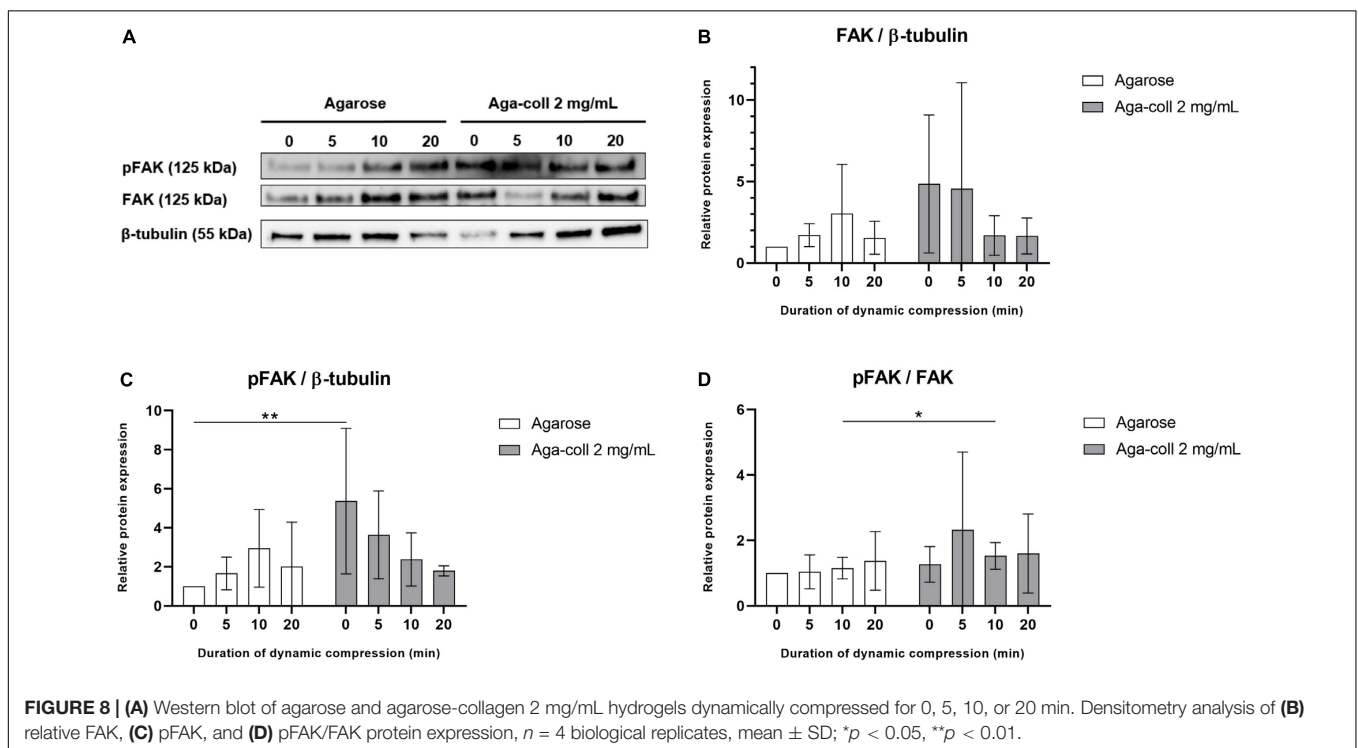 A
Agarose Aga-coll 2 mg/mL
0 5 10 20 0 5 10 20
pFAK (125 kDa)
FAK (125 kDa)
β-tubulin (55 kDa)
B
FAK / β-tubulin
Relative protein expression
10
5
0
0 5 10 20 0 5 10 20
Duration of dynamic compression (min)
Agarose
Aga-coll 2 mg/mL
C
pFAK / β-tubulin
Relative protein expression
10
8
6
4
2
0
**
0 5 10 20 0 5 10 20
Duration of dynamic compression (min)
Agarose
Aga-coll 2 mg/mL
D
pFAK / FAK
Relative protein expression
6
4
2
0
*
0 5 10 20 0 5 10 20
Duration of dynamic compression (min)
Agarose
Aga-coll 2 mg/mL
FIGURE 8 | (A) Western blot of agarose and agarose-collagen 2 mg/mL hydrogels dynamically compressed for 0, 5, 10, or 20 min. Densitometry analysis of (B)
relative FAK, (C) pFAK, and (D) pFAK/FAK protein expression, n = 4 biological replicates, mean ± SD; *p < 0.05, **p < 0.01.